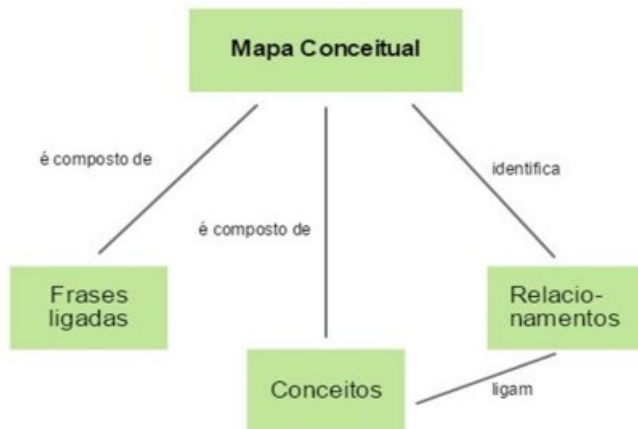 Mapa Conceitual
é composto de
identifica
é composto de
Frases
ligadas
Relacio-
namentos
Conceitos
ligam